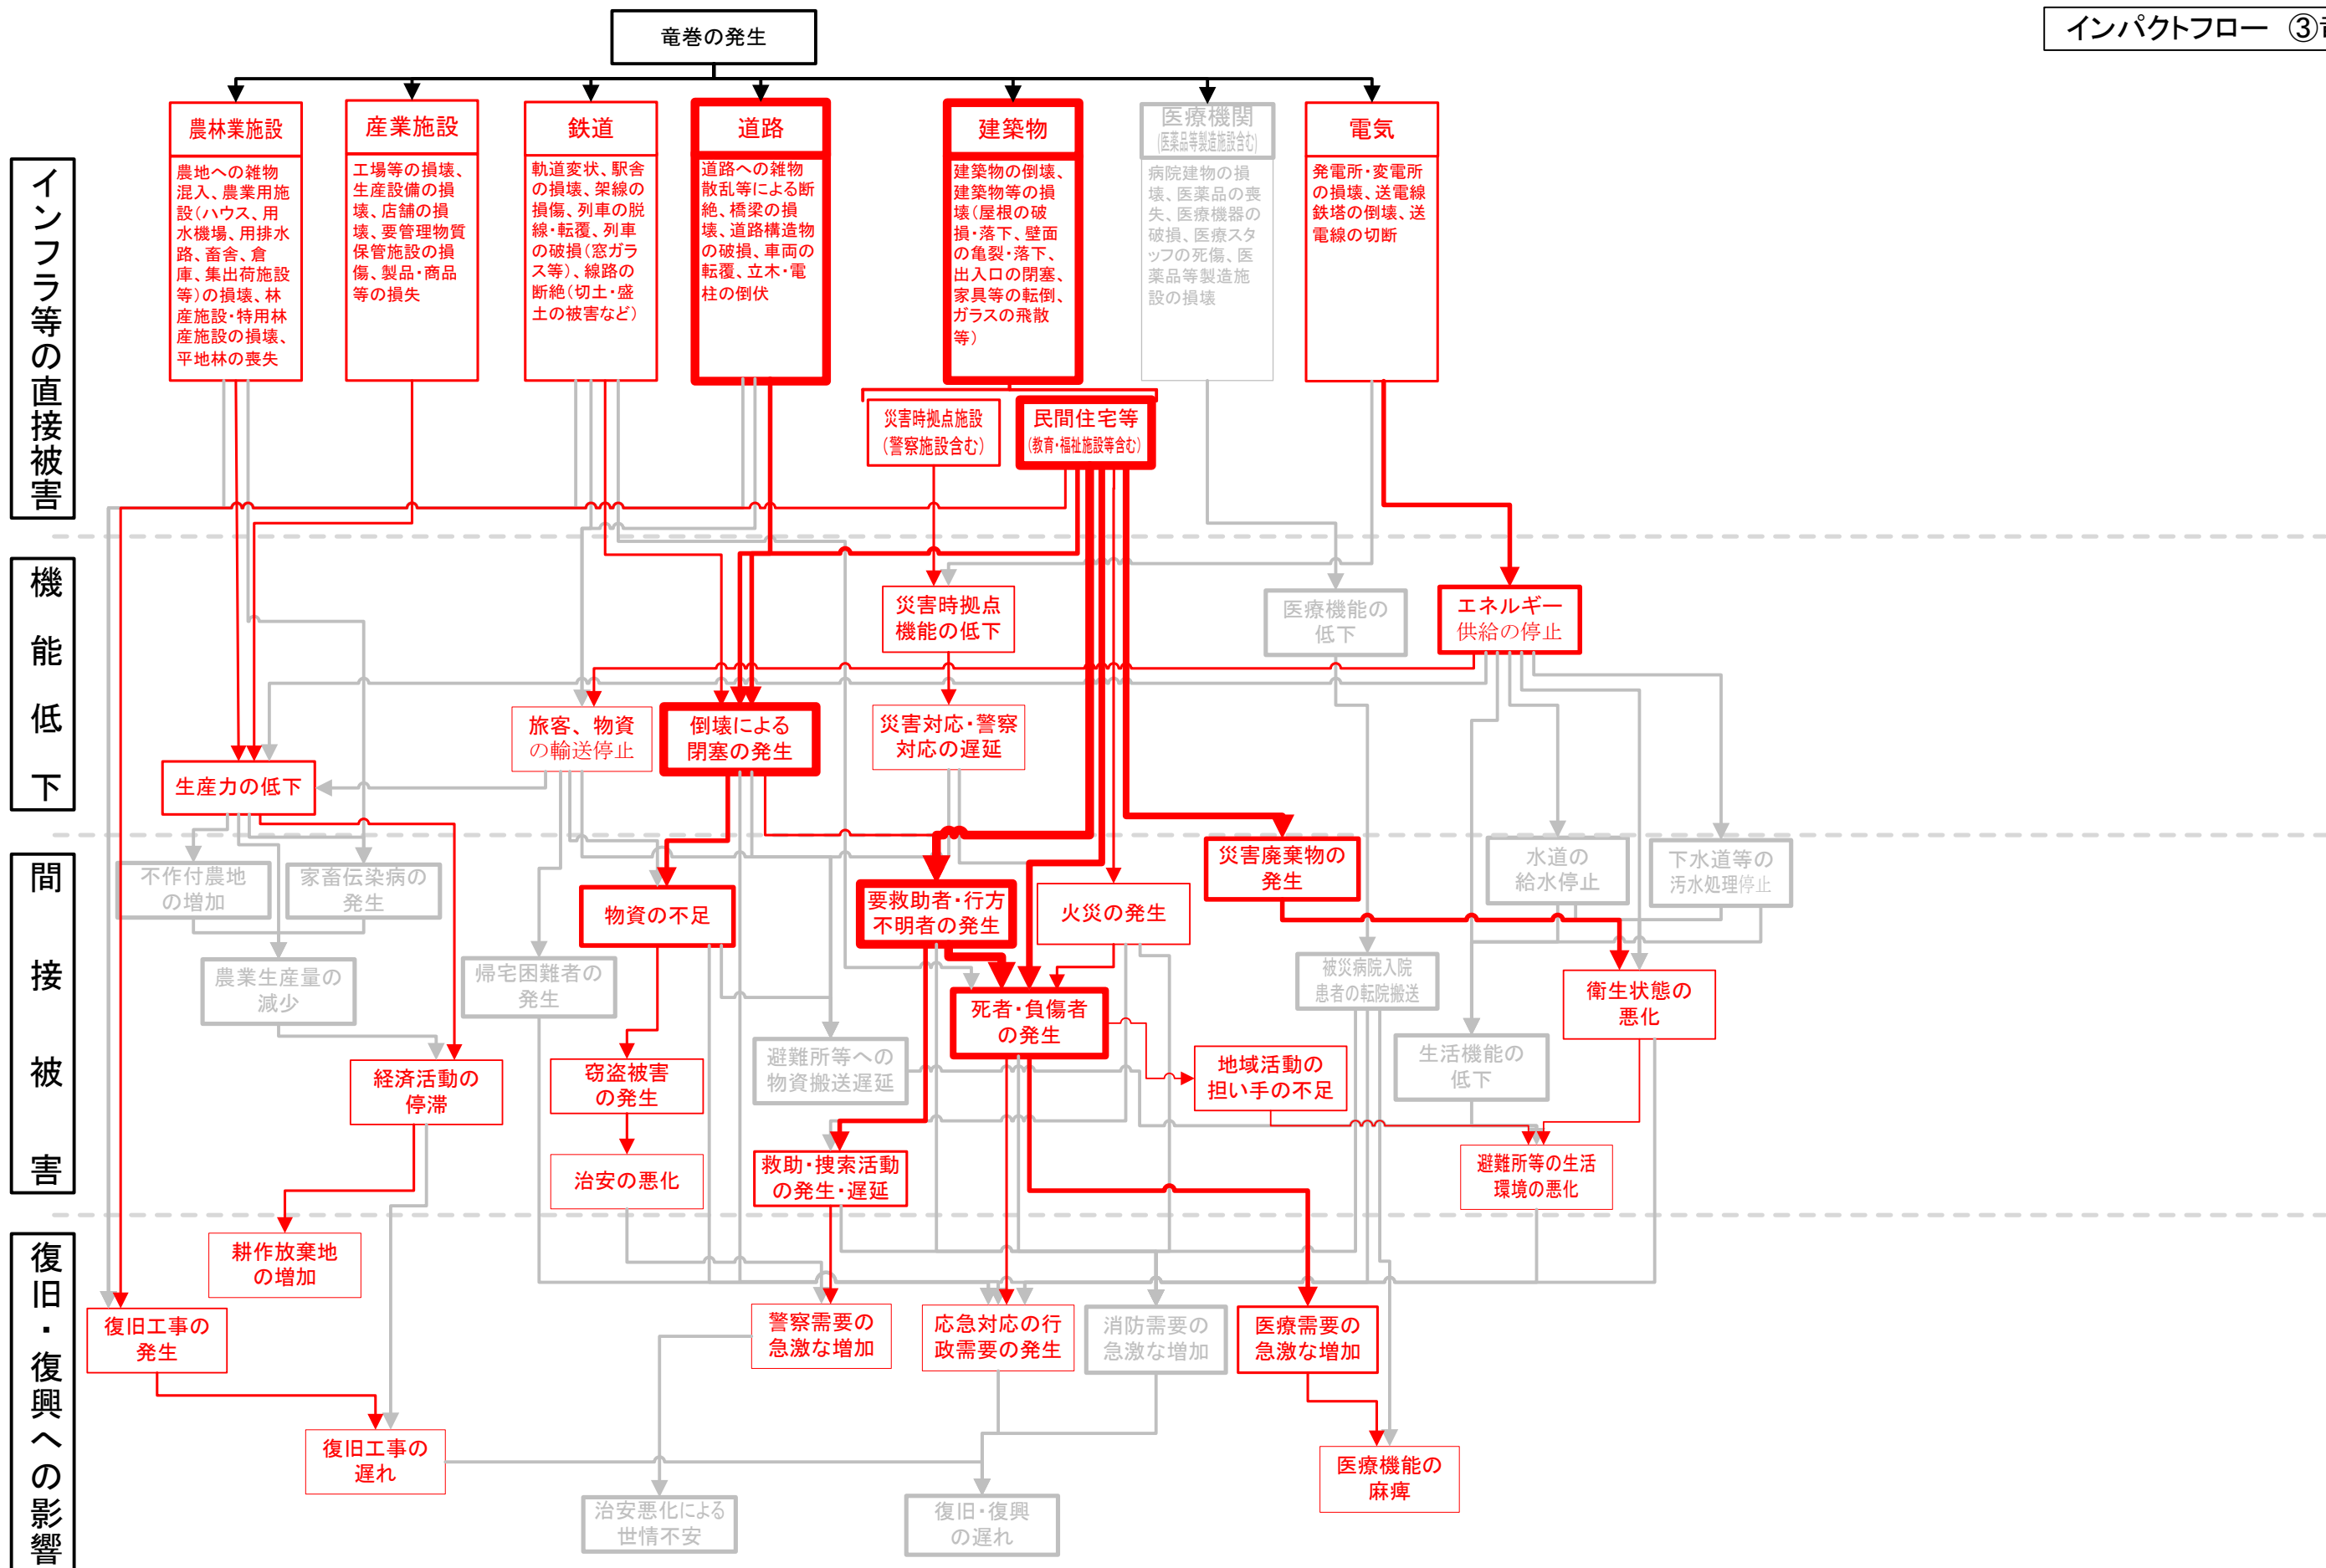 竜巻の発生
インパクトフロー ③竜
インフラ等の直接被害
農林業施設
農地への雑物
混入、農業用施
設(ハウス、用
水機場、用排水
路、畜舎、倉
庫、集出荷施設
等)の損壊、林
産施設・特用林
産施設の損壊、
平地林の喪失
産業施設
工場等の損壊、
生産設備の損
壊、店舗の損
壊、要管理物質
保管施設の損
傷、製品・商品
等の損失
鉄道
軌道変状、駅舎
の損壊、架線の
損傷、列車の脱
線・転覆、列車
の破損(窓ガラ
ス等)、線路の
断絶(切土・盛
土の被害など)
道路
道路への雑物
散乱等による断
絶、橋梁の損
壊、道路構造物
の破損、車両の
転覆、立木・電
柱の倒伏
建築物
建築物の倒壊、
建築物等の損
壊(屋根の破
損・落下、壁面
の亀裂・落下、
出入口の閉塞、
家具等の転倒、
ガラスの飛散
等)
医療機関
(医薬品等製造施設含む)
病院建物の損
壊、医薬品の喪
失、医療機器の
破損、医療スタ
ッフの死傷、医
薬品等製造施
設の損壊
電気
発電所・変電所
の損壊、送電線
鉄塔の倒壊、送
電線の切断
災害時拠点施設
(警察施設含む)
民間住宅等
(教育・福祉施設等含む)
機能低下
災害時拠点
機能の低下
医療機能の
低下
エネルギー
供給の停止
旅客、物資
の輸送停止
倒壊による
閉塞の発生
災害対応・警察
対応の遅延
生産力の低下
間接被害
不作付農地
の増加
家畜伝染病の
発生
物資の不足
要救助者・行方
不明者の発生
火災の発生
災害廃棄物の
発生
水道の
給水停止
下水道等の
汚水処理停止
農業生産量の
減少
帰宅困難者の
発生
死者・負傷者
の発生
被災病院入院
患者の転院搬送
衛生状態の
悪化
経済活動の
停滞
窃盗被害
の発生
避難所等への
物資搬送遅延
地域活動の
担い手の不足
生活機能の
低下
治安の悪化
救助・捜索活動
の発生・遅延
避難所等の生活
環境の悪化
復旧・復興への影響
耕作放棄地
の増加
復旧工事の
発生
警察需要の
急激な増加
応急対応の行
政需要の発生
消防需要の
急激な増加
医療需要の
急激な増加
復旧工事の
遅れ
医療機能の
麻痺
治安悪化による
世情不安
復旧・復興
の遅れ